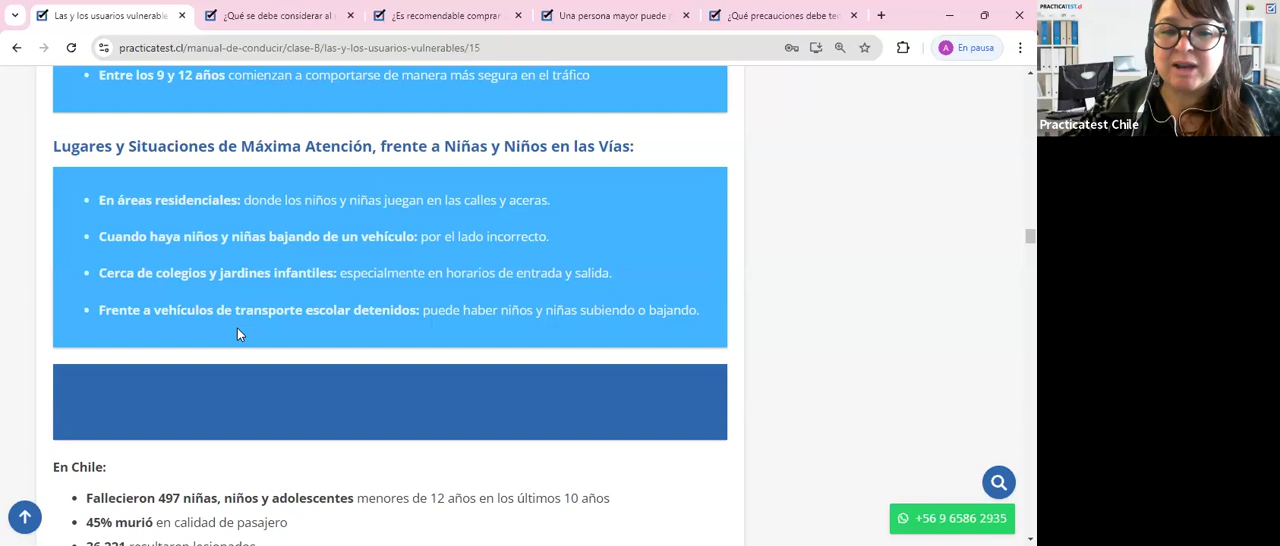 Las y los usuarios vulnerable
¿Qué se debe considerar al
¿Es recomendable comprar
Una persona mayor puede
¿Qué precauciones debe te
practicatest.cl/manual-de-conducir/clase-B/las-y-los-usuarios-vulnerables/15
A
En pausa
PRACTICATEST.cl
Practicatest Chile
• Entre los 9 y 12 años comienzan a comportarse de manera más segura en el tráfico
Lugares y Situaciones de Máxima Atención, frente a Niñas y Niños en las Vías:
• En áreas residenciales: donde los niños y niñas juegan en las calles y aceras.
• Cuando haya niños y niñas bajando de un vehículo: por el lado incorrecto.
• Cerca de colegios y jardines infantiles: especialmente en horarios de entrada y salida.
• Frente a vehículos de transporte escolar detenidos: puede haber niños y niñas subiendo o bajando.
En Chile:
• Fallecieron 497 niñas, niños y adolescentes menores de 12 años en los últimos 10 años
• 45% murió en calidad de pasajero
• 36.221 resultaron lesionados
+56 9 6586 2935